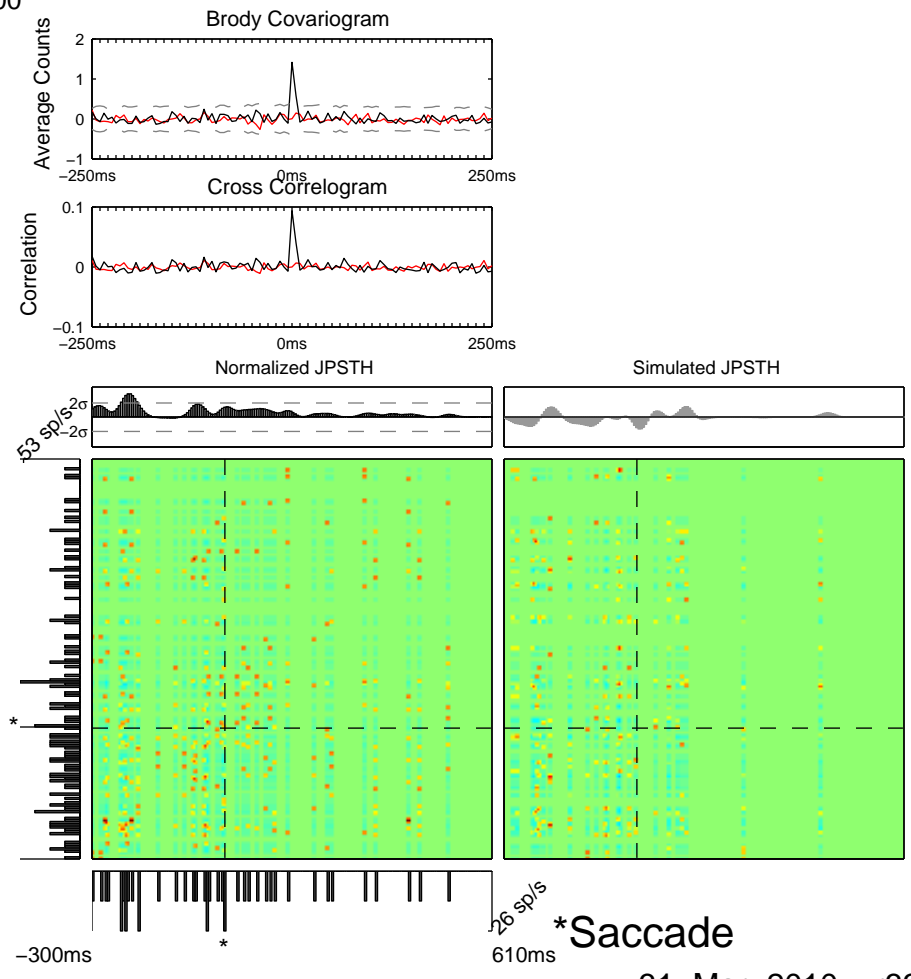 Brody Covariogram
Average Counts
2
1
0
−1
−250ms
0ms
250ms
Cross Correlogram
Correlation
0.1
0
−0.1
−250ms
0ms
250ms
Normalized JPSTH
Simulated JPSTH
2σ
−2σ
53 sp/s
*
*
26 sp/s
*Saccade
−300ms
610ms